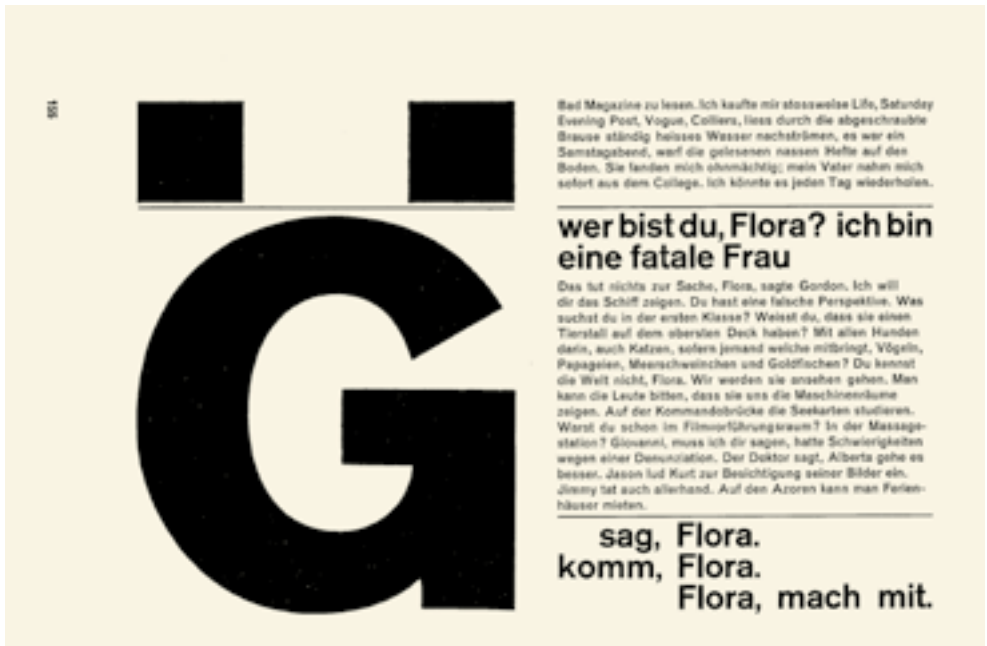 155
G̈
Bad Magazine zu lesen. Ich kaufte mir stossweise Life, Saturday
Evening Post, Vogue, Colliers, liess durch die abgeschraubte
Brause ständig heisses Wasser nachströmen, es war ein
Samstagabend, warf die gelesenen nassen Hefte auf den
Boden. Sie fanden mich ohnmächtig; mein Vater nahm mich
sofort aus dem College. Ich könnte es jeden Tag wiederholen.
wer bist du, Flora? ich bin
eine fatale Frau
Das tut nichts zur Sache, Flora, sagte Gordon. Ich will
dir das Schiff zeigen. Du hast eine falsche Perspektive. Was
suchst du in der ersten Klasse? Weisst du, dass sie einen
Tierstall auf dem obersten Deck haben? Mit allen Hunden
darin, auch Katzen, sofern jemand welche mitbringt, Vögeln,
Papageien, Meerschweinchen und Goldfischen? Du kennst
die Welt nicht, Flora. Wir werden sie ansehen gehen. Man
kann die Leute bitten, dass sie uns die Maschinenräume
zeigen. Auf der Kommandobrücke die Seekarten studieren.
Warst du schon im Filmvorführungsraum? In der Massage-
station? Giovanni, muss ich dir sagen, hatte Schwierigkeiten
wegen einer Denunziation. Der Doktor sagt, Alberta gehe es
besser. Jason lud Kurt zur Besichtigung seiner Bilder ein.
Jimmy tat auch allerhand. Auf den Azoren kann man Ferien-
häuser mieten.
sag, Flora.
komm, Flora.
Flora, mach mit.